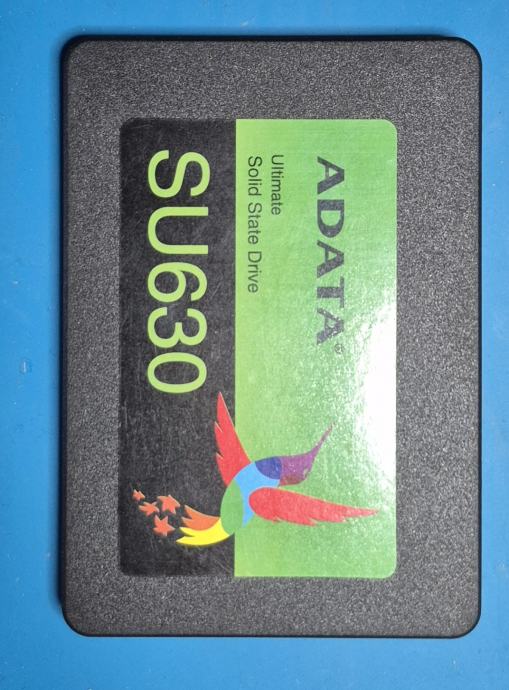 ADATA®
Ultimate
Solid State Drive
SU630